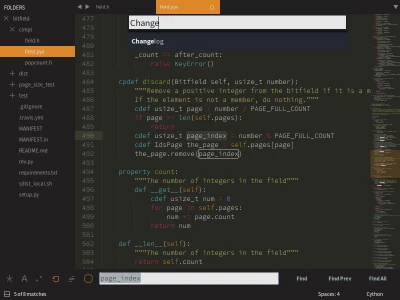 FOLDERS
bitfield
cimpl
field.h
field.pyx
popcount.h
dist
page_size_test
test
.gitignore
.travis.yml
MANIFEST
MANIFEST.in
README.md
rev.py
requirements.txt
sdist_local.sh
setup.py
field.h
field.pyx
Change
Changelog
477
478
_count == after_count:
raise KeyError()
484 cpdef discard(Bitfield self, usize_t number):
485 """Remove a positive integer from the bitfield if it is a m
486 If the element is not a member, do nothing."""
487 cdef usize_t page = number / PAGE_FULL_COUNT
488 if page >= len(self.pages):
489 return
490 cdef usize_t page_index = number % PAGE_FULL_COUNT
491 cdef IdsPage the_page = self.pages[page]
492 the_page.remove(page_index)
493
494 property count:
495 """The number of integers in the field"""
496 def __get__(self):
497 cdef usize_t num = 0
498 for page in self.pages:
499 num += page.count
500 return num
501
502 def __len__(self):
503 """The number of integers in the field"""
504 return self.count
page_index
Find
Find Prev
Find All
5 of 8 matches
Spaces: 4
Cython